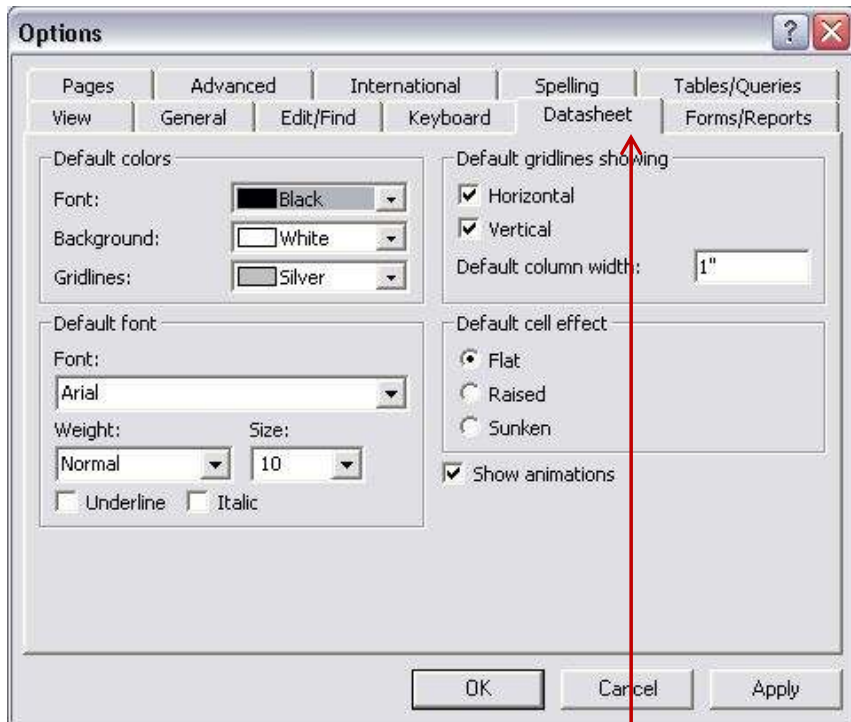 Options
Pages Advanced International Spelling Tables/Queries
View General Edit/Find Keyboard Datasheet Forms/Reports
Default colors
Font: Black
Background: White
Gridlines: Silver
Default gridlines showing
Horizontal
Vertical
Default column width: 1"
Default font
Font:
Arial
Weight: Size:
Normal 10
Underline Italic
Default cell effect
Flat
Raised
Sunken
Show animations
OK Cancel Apply